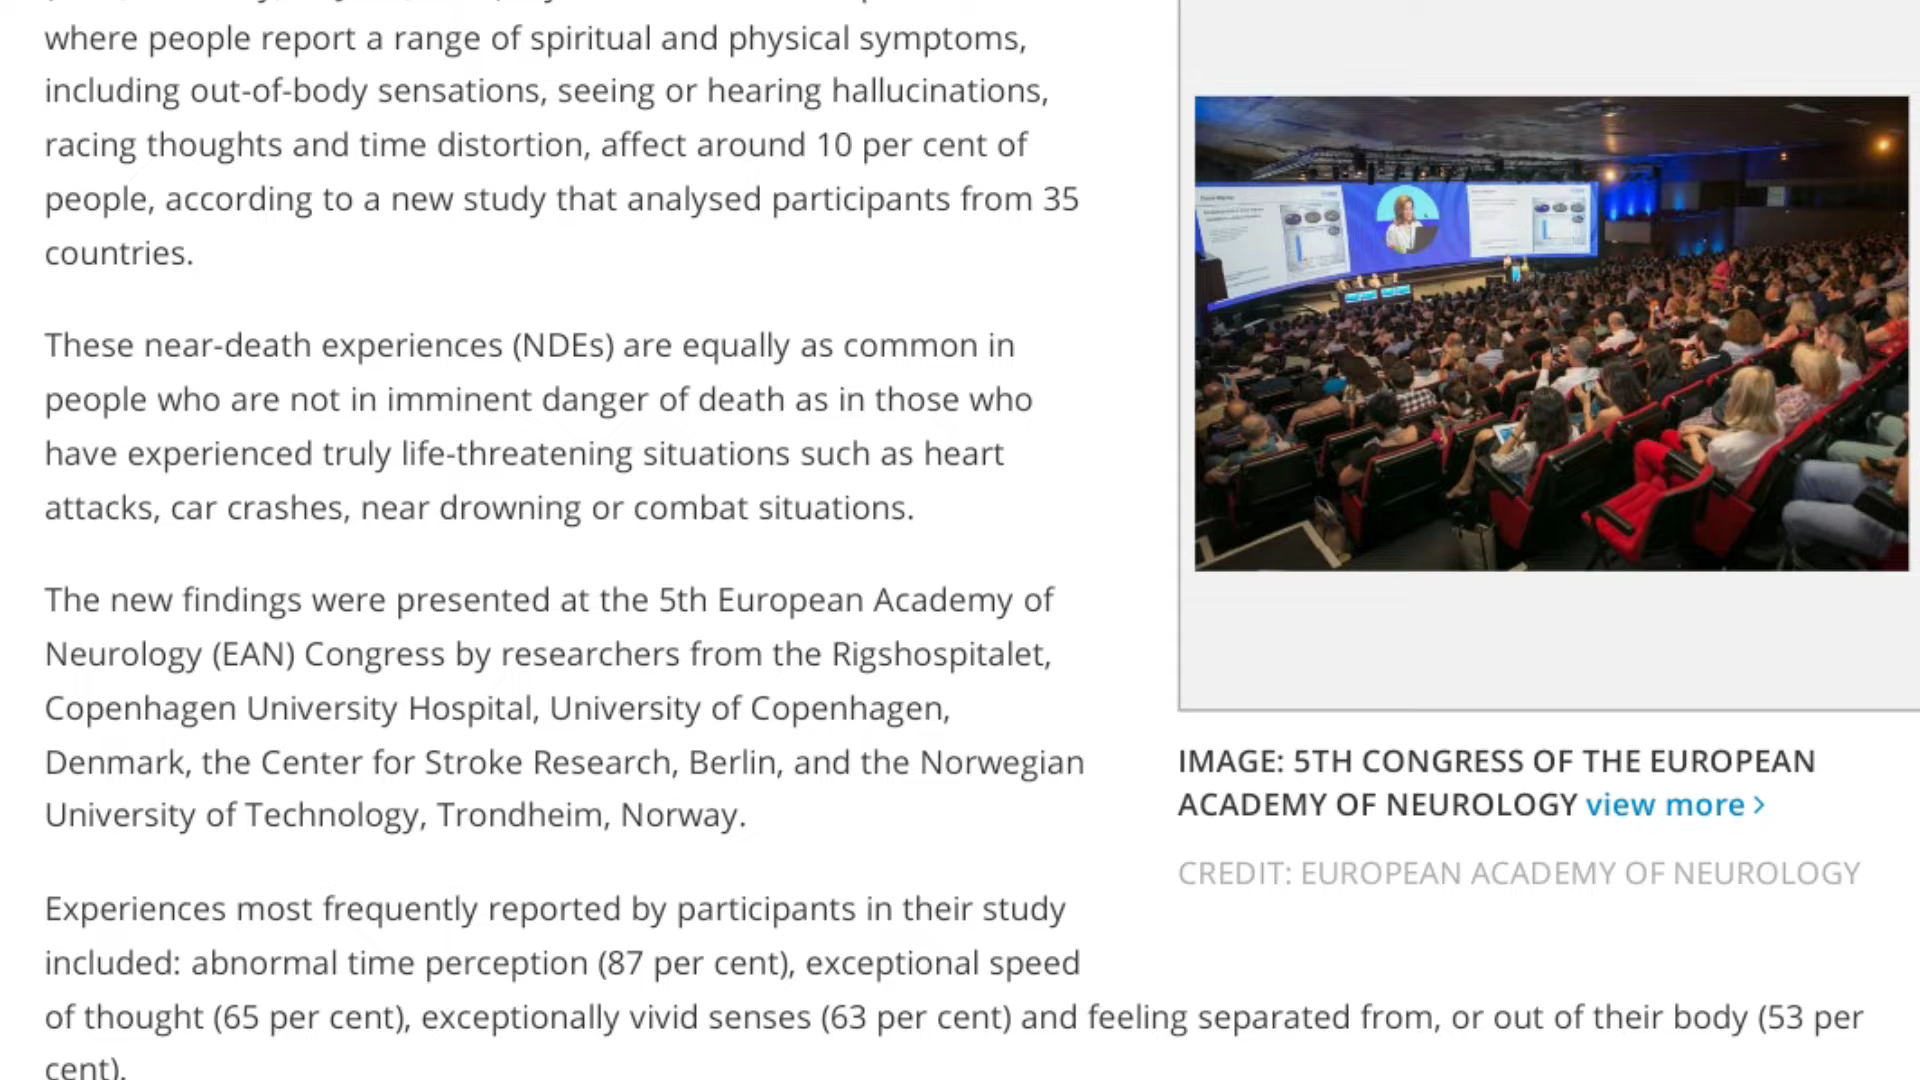 where people report a range of spiritual and physical symptoms,
including out-of-body sensations, seeing or hearing hallucinations,
racing thoughts and time distortion, affect around 10 per cent of
people, according to a new study that analysed participants from 35
countries.
These near-death experiences (NDEs) are equally as common in
people who are not in imminent danger of death as in those who
have experienced truly life-threatening situations such as heart
attacks, car crashes, near drowning or combat situations.
The new findings were presented at the 5th European Academy of
Neurology (EAN) Congress by researchers from the Rigshospitalet,
Copenhagen University Hospital, University of Copenhagen,
Denmark, the Center for Stroke Research, Berlin, and the Norwegian
University of Technology, Trondheim, Norway.
Experiences most frequently reported by participants in their study
included: abnormal time perception (87 per cent), exceptional speed
of thought (65 per cent), exceptionally vivid senses (63 per cent) and feeling separated from, or out of their body (53 per
cent).
IMAGE: 5TH CONGRESS OF THE EUROPEAN
ACADEMY OF NEUROLOGY view more >
CREDIT: EUROPEAN ACADEMY OF NEUROLOGY